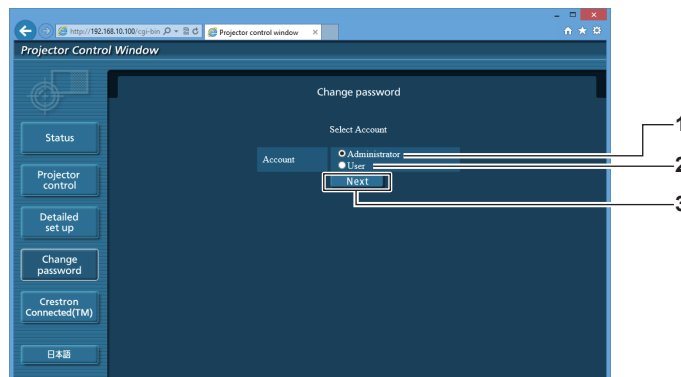 http://192.168.10.100/cgi-bin
Projector control window
Projector Control Window
Change password
Select Account
Account
Administrator
User
Next
Status
Projector
control
Detailed
set up
Change
password
Crestron
Connected(TM)
日本語
1
2
3